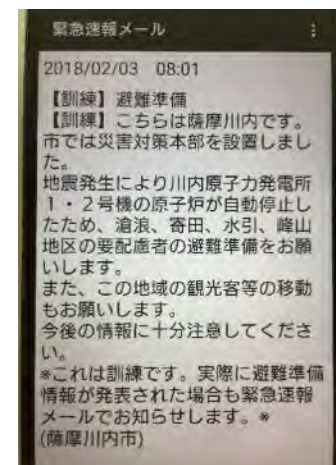 緊急速報メール
2018/02/03 08:01
【訓練】避難準備
【訓練】こちらは薩摩川内です。
市では災害対策本部を設置しまし
た。
地震発生により川内原子力発電所
1・2号機の原子炉が自動停止し
たため、滄浪、寄田、水引、峰山
地区の要配慮者の避難準備をお願
いします。
また、この地域の観光客等の移動
もお願いします。
今後の情報に十分注意してくださ
い。
*これは訓練です。実際に避難準備
情報が発表された場合も緊急速報
メールでお知らせします。*
(薩摩川内市)